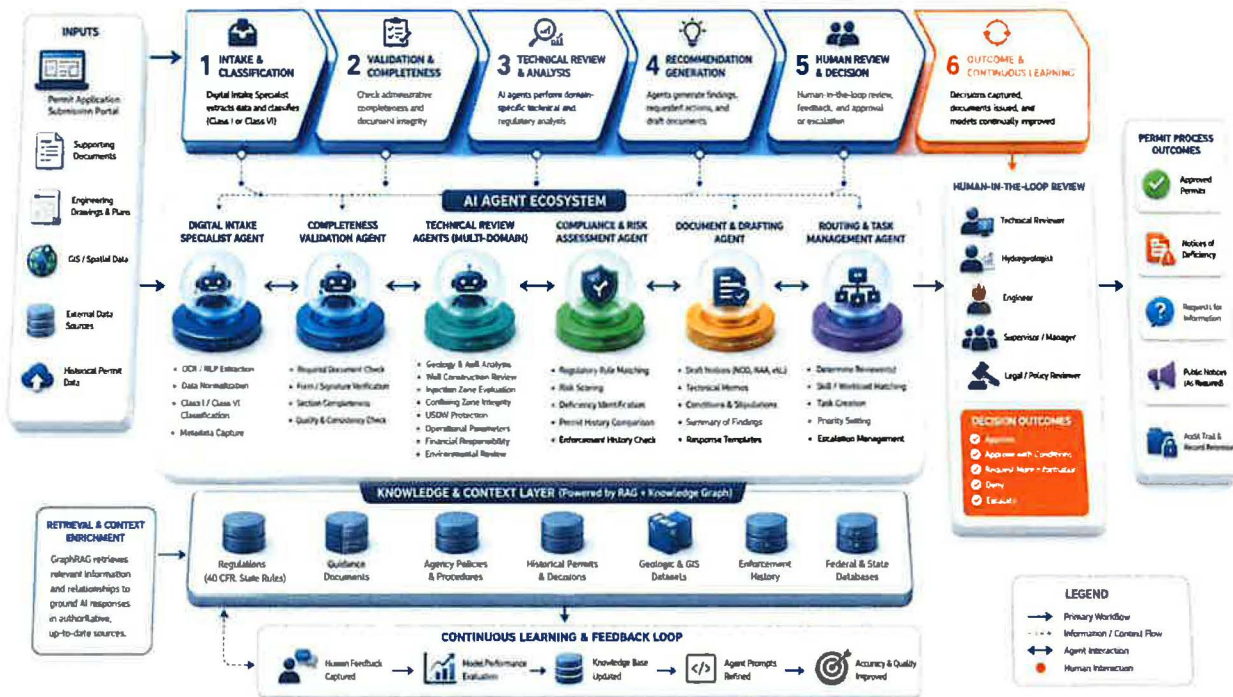 INPUTS
Permit Application
Submission Portal
Supporting
Documents
Engineering
Drawings & Plans
GIS / Spatial Data
External Data
Sources
Historical Permit
Data
1 INTAKE &
CLASSIFICATION
Digital Intake Specialist
extracts data and classifies
(Class I or Class VI)
2 VALIDATION &
COMPLETENESS
Check administrative
completeness and
document integrity
3 TECHNICAL REVIEW
& ANALYSIS
AI agents perform domain-
specific technical and
regulatory analysis
4 RECOMMENDATION
GENERATION
Agents generate findings,
requested actions, and
draft documents
5 HUMAN REVIEW
& DECISION
Human-in-the-loop review,
feedback, and approval
or escalation
6 OUTCOME &
CONTINUOUS LEARNING
Decisions captured,
documents issued, and
models continually improved
AI AGENT ECOSYSTEM
DIGITAL INTAKE
SPECIALIST AGENT
• OCR / NLP Extraction
• Data Normalization
• Class I / Class VI
Classification
• Metadata Capture
COMPLETENESS
VALIDATION AGENT
• Required Document Check
• Form / Signature Verification
• Section Completeness
• Quality & Consistency Check
TECHNICAL REVIEW
AGENTS (MULTI-DOMAIN)
• Geology & Analysis
• Well Construction Review
• Injection Zone Evaluation
• Confining Zone Integrity
• USDW Protection
• Operational Parameters
• Financial Responsibility
• Environmental Review
COMPLIANCE & RISK
ASSESSMENT AGENT
• Regulatory Rule Matching
• Risk Scoring
• Deficiency Identification
• Permit History Comparison
• Enforcement History Check
DOCUMENT & DRAFTING
AGENT
• Draft Notices (NOD, etc.)
• Technical Memos
• Conditions & Stipulations
• Summary of Findings
• Response Templates
ROUTING & TASK
MANAGEMENT AGENT
• Determine Reviewer(s)
• Skill / Workload Matching
• Task Creation
• Priority Setting
• Escalation Management
HUMAN-IN-THE-LOOP REVIEW
Technical Reviewer
Hydrogeologist
Engineer
Supervisor / Manager
Legal / Policy Reviewer
DECISION OUTCOMES
Approve
Approve with Conditions
Request More Information
Deny
Escalate
PERMIT PROCESS
OUTCOMES
Approved
Permits
Notices of
Deficiency
Requests for
Information
Public Notices
(As Required)
Audit Trail &
Record Retention
KNOWLEDGE & CONTEXT LAYER (Powered by RAG + Knowledge Graph)
RETRIEVAL & CONTEXT
ENRICHMENT
GraphRAG retrieves
relevant information
and relationships to
ground AI responses
in authoritative,
up-to-date sources.
Regulations
(40 CFR, State Rules)
Guidance
Documents
Agency Policies
& Procedures
Historical Permits
& Decisions
Geologic & GIS
Datasets
Enforcement
History
Federal & State
Databases
CONTINUOUS LEARNING & FEEDBACK LOOP
Human Feedback
Captured
Model Performance
Evaluation
Knowledge Base
Updated
</>
Agent Prompts
Refined
Accuracy & Quality
Improved
LEGEND
Primary Workflow
Information / Context Flow
Agent Interaction
Human Interaction